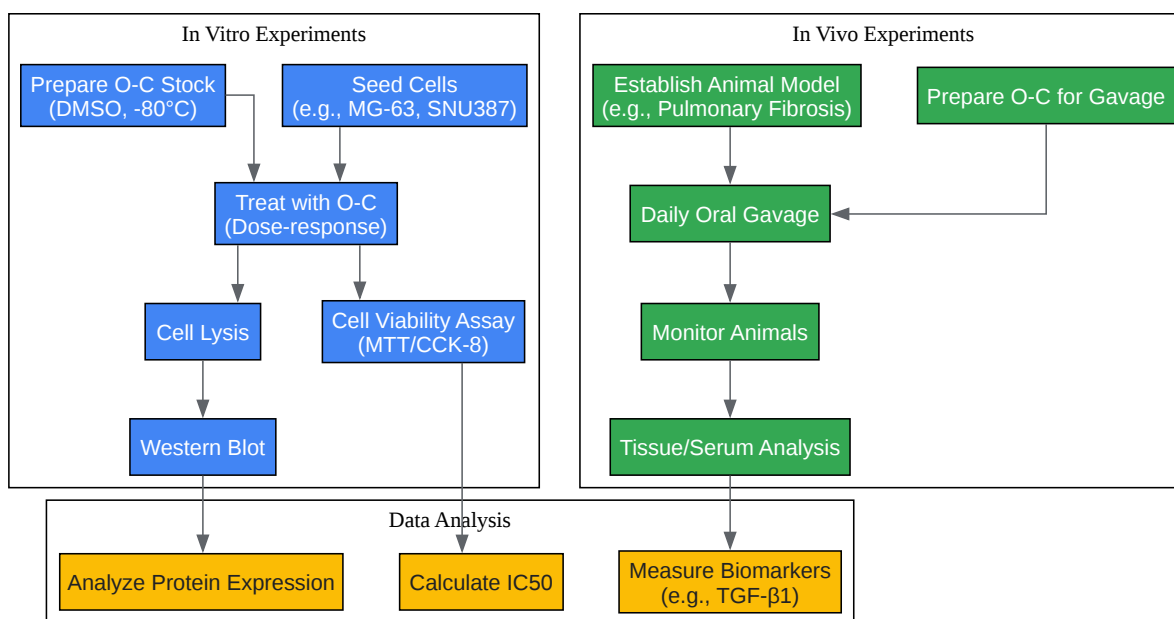 In Vitro Experiments
Prepare O-C Stock
(DMSO, -80°C)
Seed Cells
(e.g., MG-63, SNU387)
Treat with O-C
(Dose-response)
Cell Lysis
Cell Viability Assay
(MTT/CCK-8)
Western Blot
In Vivo Experiments
Establish Animal Model
(e.g., Pulmonary Fibrosis)
Prepare O-C for Gavage
Daily Oral Gavage
Monitor Animals
Tissue/Serum Analysis
Data Analysis
Analyze Protein Expression
Calculate IC50
Measure Biomarkers
(e.g., TGF-β1)